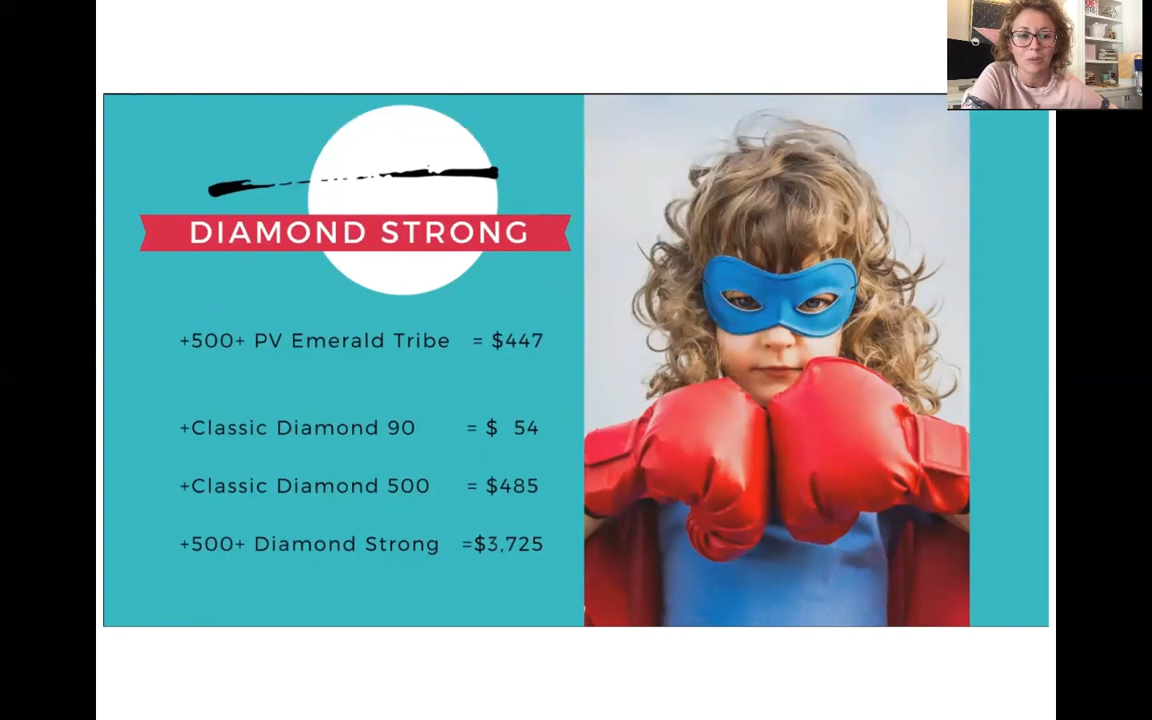 DIAMOND STRONG
+500+ PV Emerald Tribe = $447
+Classic Diamond 90 = $ 54
+Classic Diamond 500 = $485
+500+ Diamond Strong =$3,725